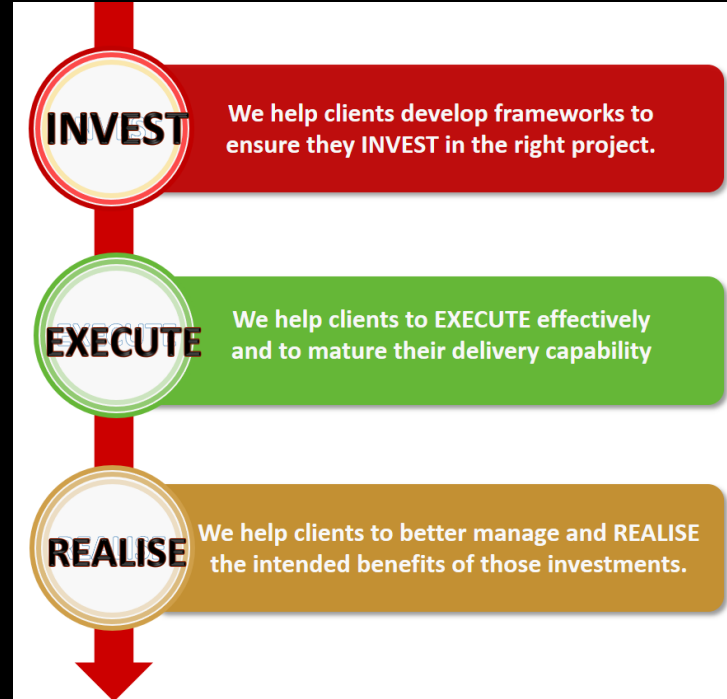 INVEST
We help clients develop frameworks to
ensure they INVEST in the right project.
EXECUTE
We help clients to EXECUTE effectively
and to mature their delivery capability
REALISE
We help clients to better manage and REALISE
the intended benefits of those investments.